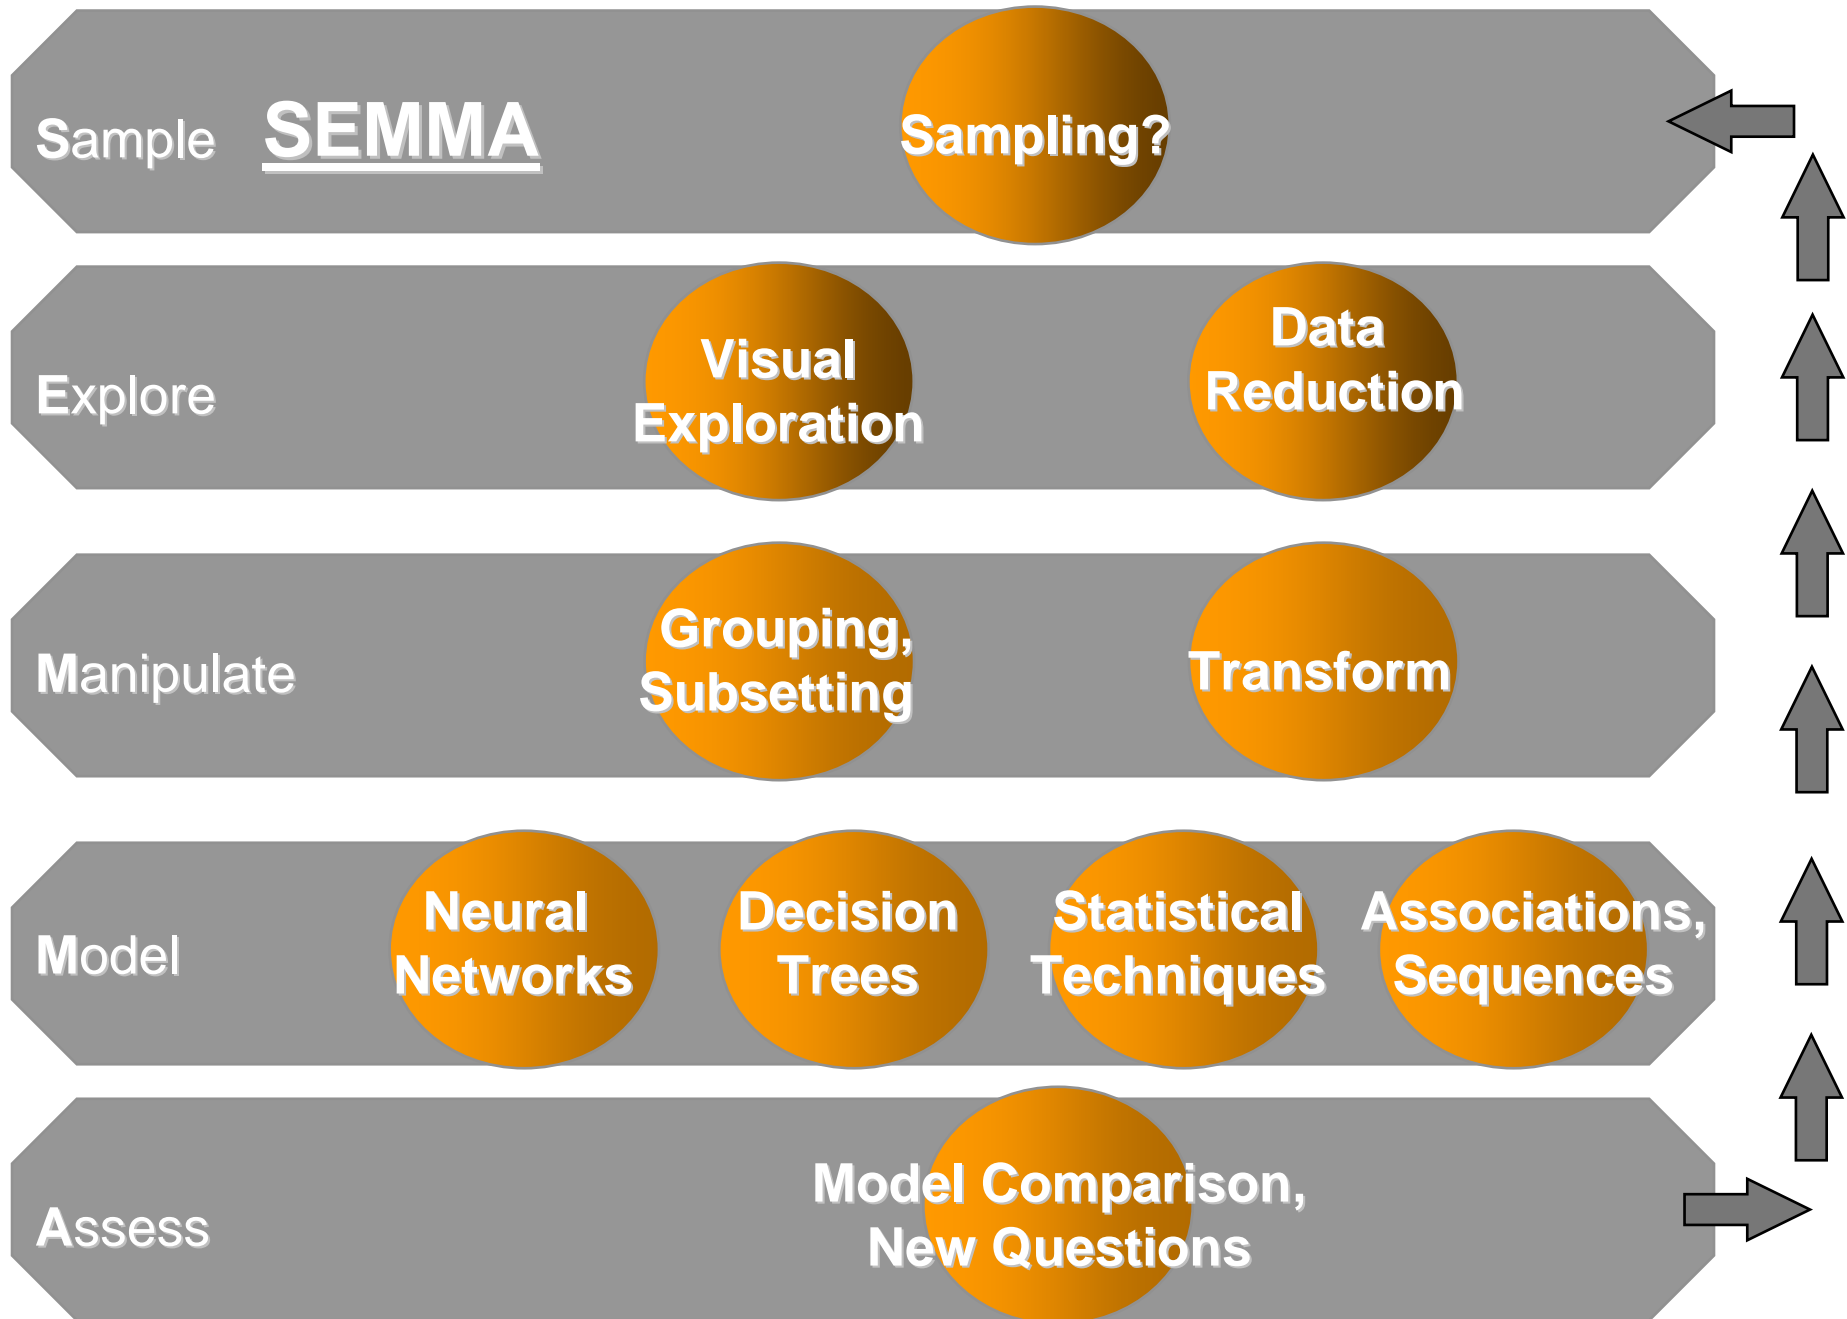 Sample SEMMA Sampling?
Explore
Visual
Exploration
Data
Reduction
Manipulate
Grouping,
Subsetting
Transform
Model
Neural
Networks
Decision
Trees
Statistical
Techniques
Associations,
Sequences
Assess
Model Comparison,
New Questions